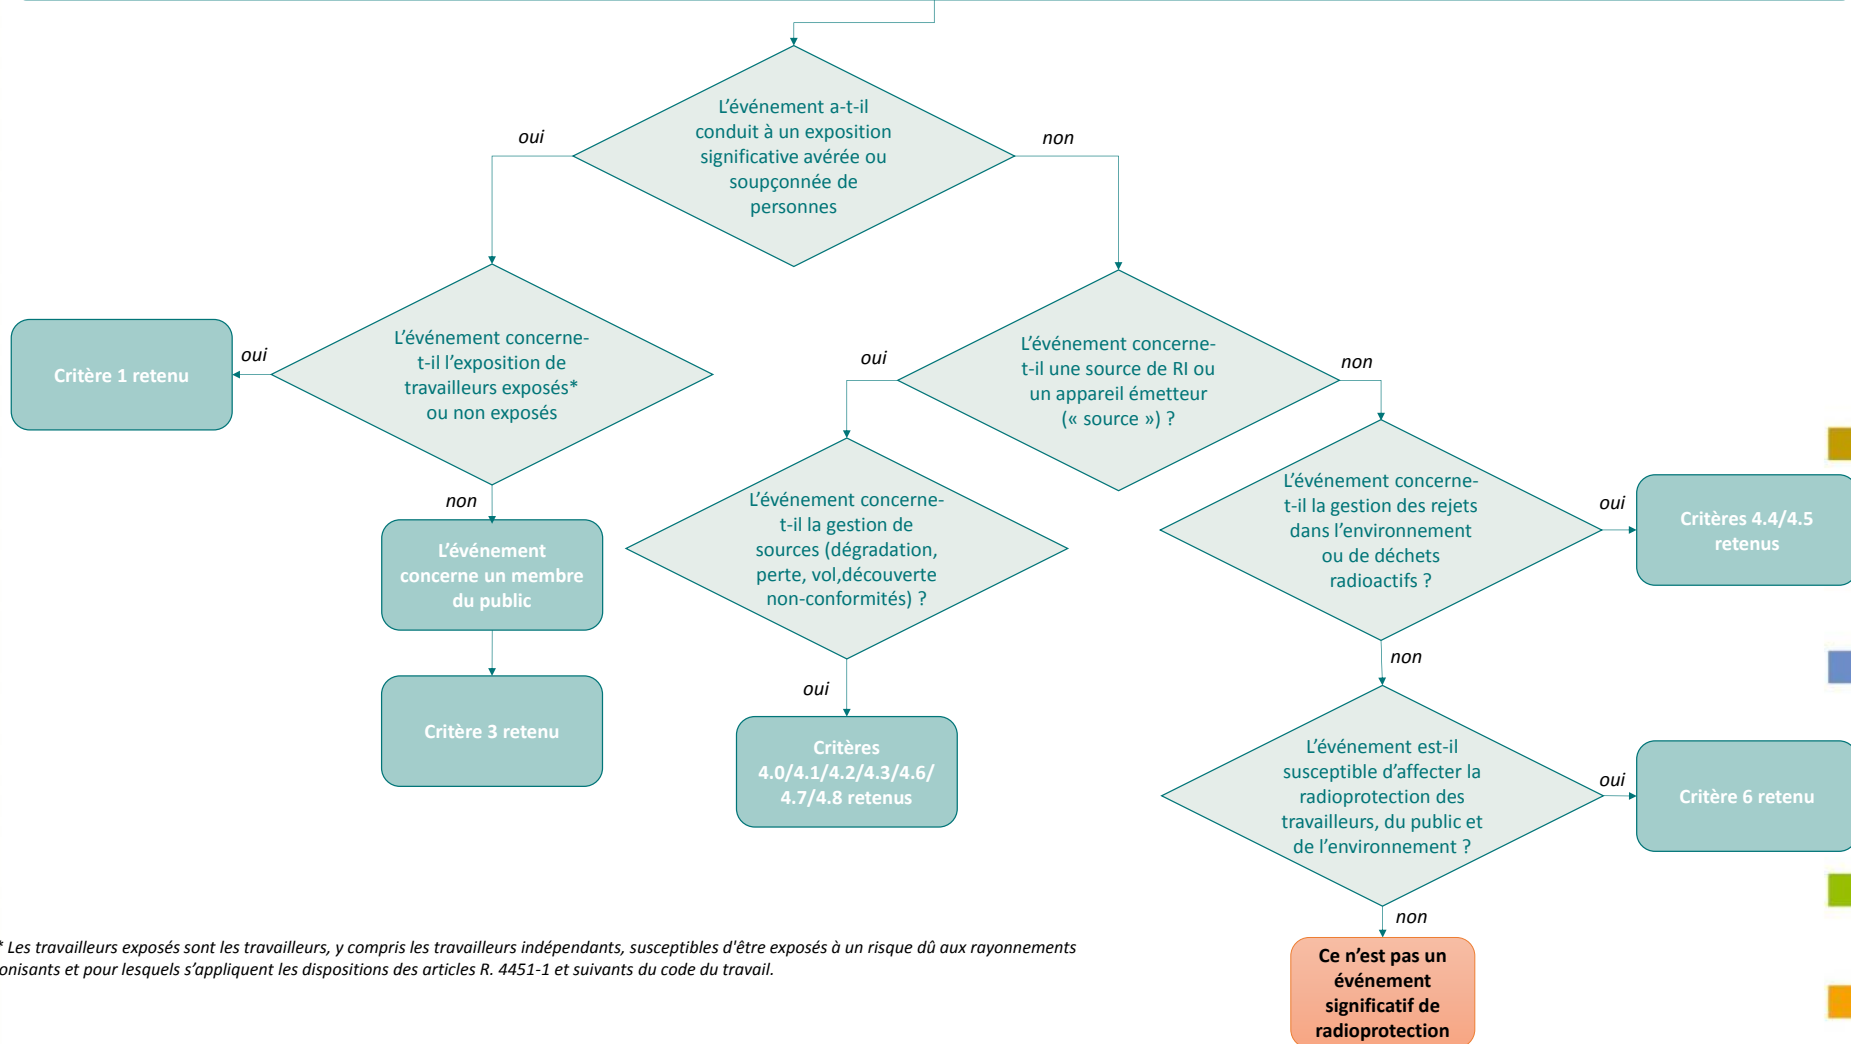 L'événement a-t-il
conduit à un exposition
significative avérée ou
soupçonnée de
personnes
oui
non
L'événement concerne-
t-il l'exposition de
travailleurs exposés*
ou non exposés
oui
Critère 1 retenu
non
L'événement
concerne un membre
du public
Critère 3 retenu
L'événement concerne-
t-il une source de RI ou
un appareil émetteur
(« source ») ?
oui
non
L'événement concerne-
t-il la gestion de
sources (dégradation,
perte, vol,découverte
non-conformités) ?
oui
Critères
4.0/4.1/4.2/4.3/4.6/
4.7/4.8 retenus
L'événement concerne-
t-il la gestion des rejets
dans l'environnement
ou de déchets
radioactifs ?
oui
Critères 4.4/4.5
retenus
non
L'événement est-il
susceptible d'affecter la
radioprotection des
travailleurs, du public et
de l'environnement ?
oui
Critère 6 retenu
non
Ce n'est pas un
événement
significatif de
radioprotection
* Les travailleurs exposés sont les travailleurs, y compris les travailleurs indépendants, susceptibles d'être exposés à un risque dû aux rayonnements
onisants et pour lesquels s'appliquent les dispositions des articles R. 4451-1 et suivants du code du travail.